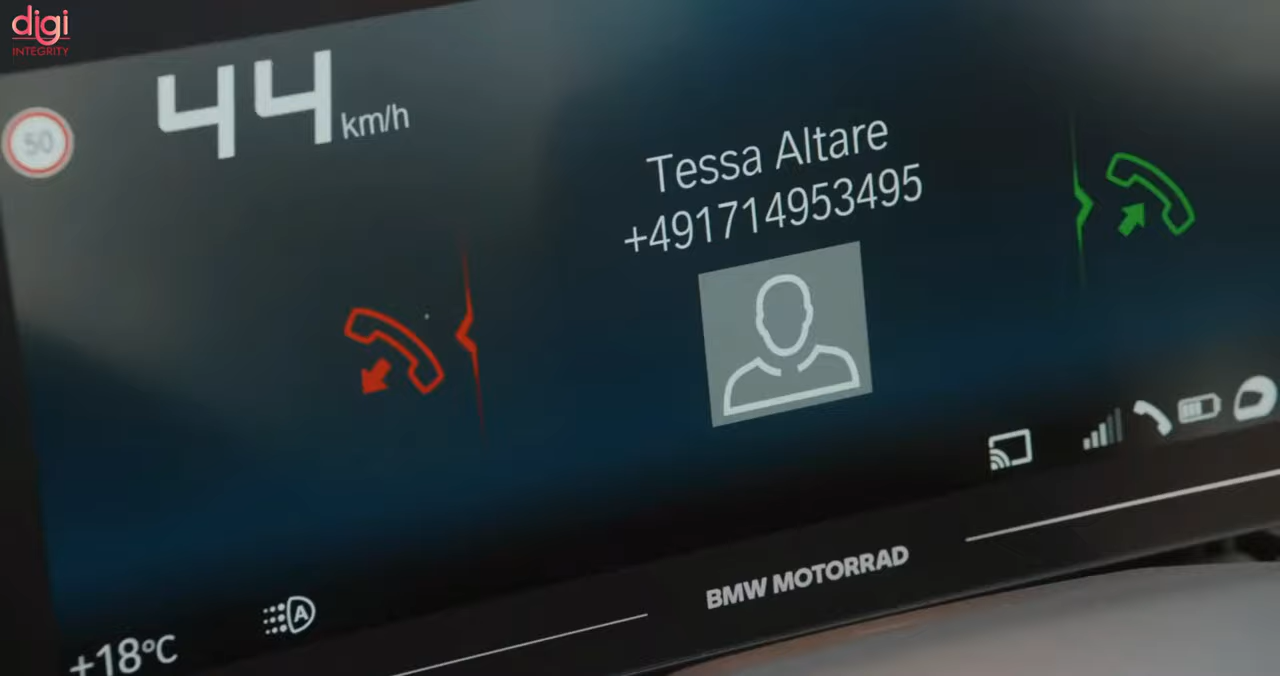 digi
INTEGRITY
50
44 km/h
Tessa Altare
+491714953495
A
BMW MOTORRAD
+18°C